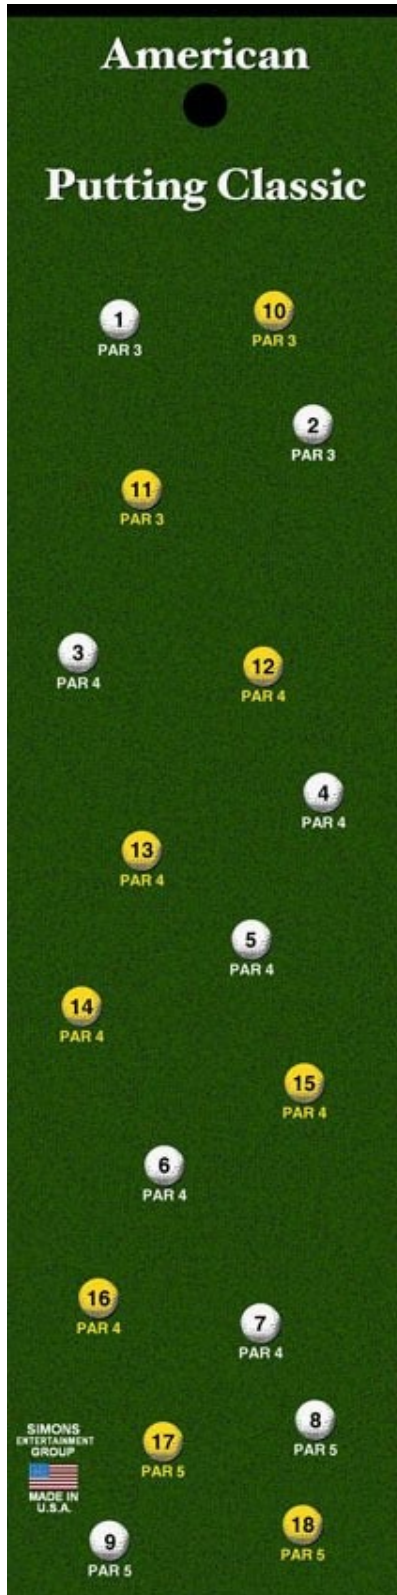 American
Putting Classic
1
PAR 3
10
PAR 3
2
PAR 3
11
PAR 3
3
PAR 4
12
PAR 4
4
PAR 4
13
PAR 4
5
PAR 4
14
PAR 4
15
PAR 4
6
PAR 4
16
PAR 4
7
PAR 4
8
PAR 5
SIMONS
ENTERTAINMENT
GROUP
MADE IN
U.S.A.
17
PAR 5
18
PAR 5
9
PAR 5